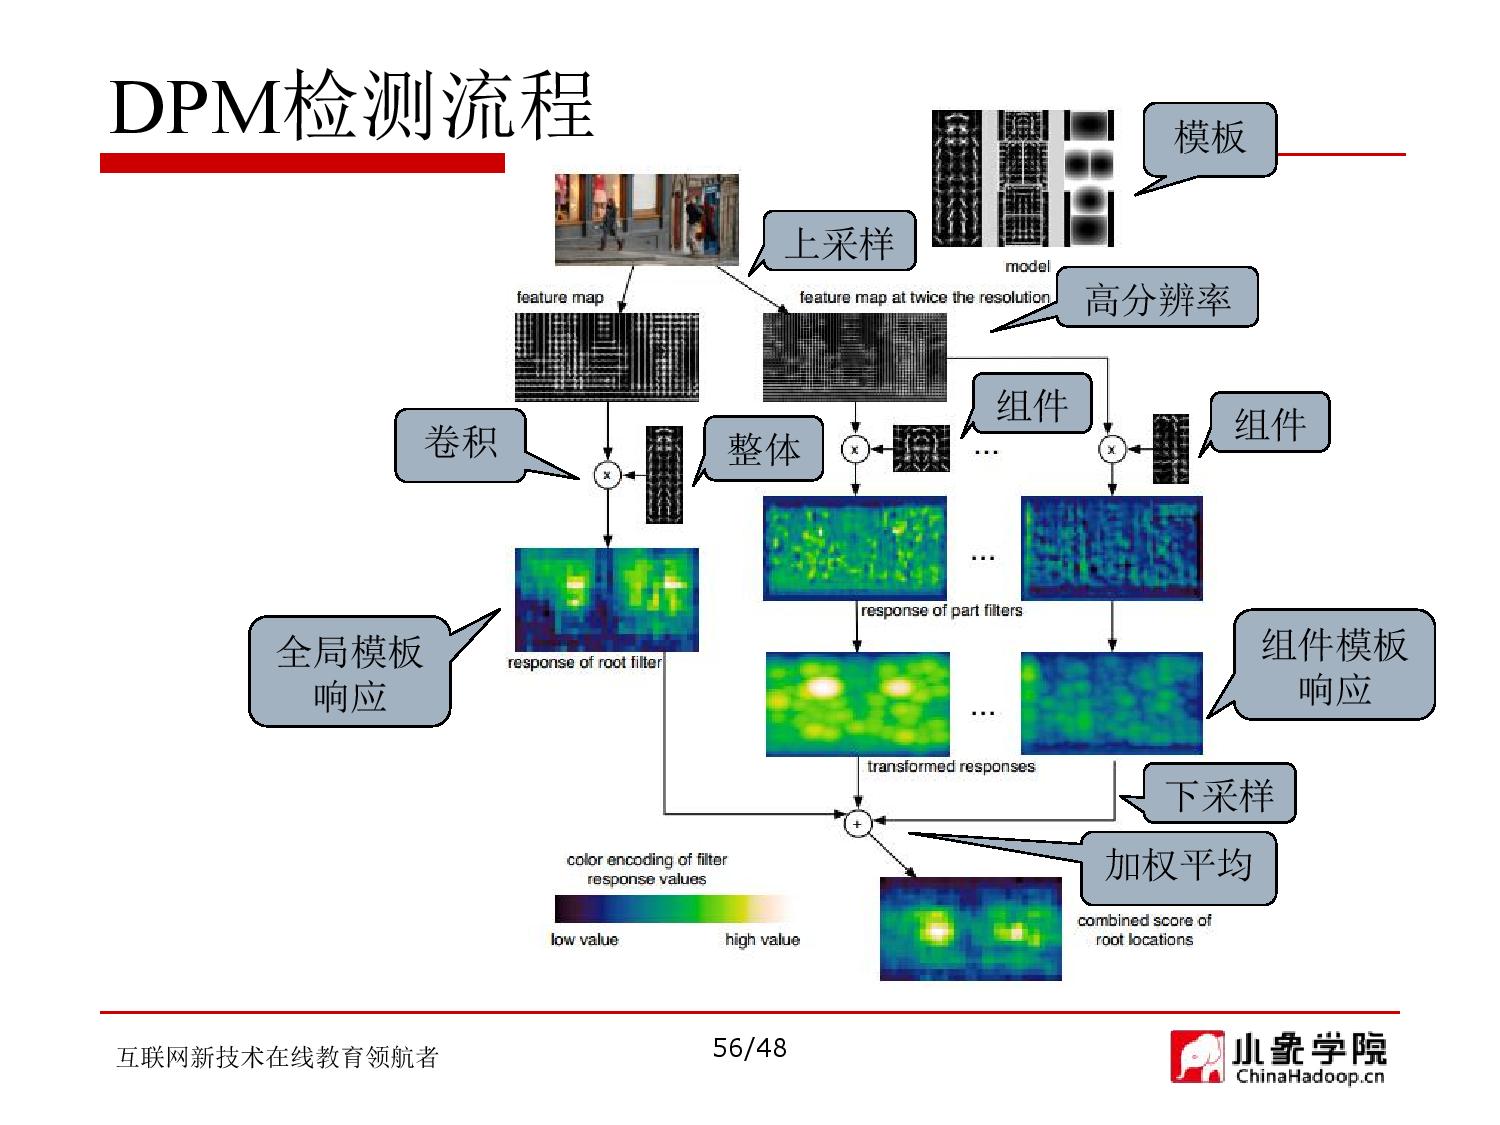 DPM检测流程
模板
上采样
model
feature map
feature map at twice the resolution
高分辨率
组件
组件
卷积
整体
x
x
x
...
...
response of part filters
全局模板
响应
response of root filter
组件模板
响应
...
transformed responses
下采样
+
加权平均
color encoding of filter
response values
low value
high value
combined score of
root locations
互联网新技术在线教育领航者
56/48
小象学院
ChinaHadoop.cn